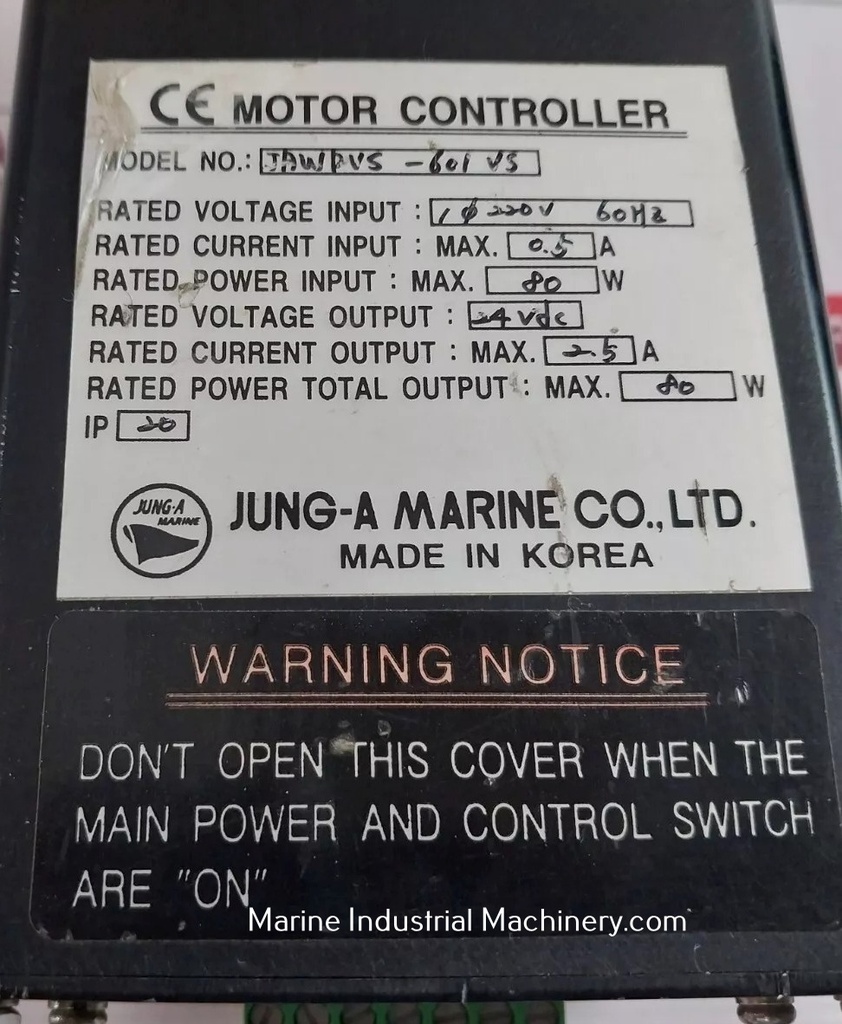 CE MOTOR CONTROLLER
MODEL NO.: JAWPVS -601 VS
RATED VOLTAGE INPUT : 1 φ 220V 60HZ
RATED CURRENT INPUT : MAX. 0.5 A
RATED POWER INPUT : MAX. 80 W
RATED VOLTAGE OUTPUT : 24 Vdc
RATED CURRENT OUTPUT : MAX. 2.5 A
RATED POWER TOTAL OUTPUT : MAX. 80 W
IP 20
JUNG-A
MARINE
JUNG-A MARINE CO., LTD.
MADE IN KOREA
WARNING NOTICE
DON'T OPEN THIS COVER WHEN THE
MAIN POWER AND CONTROL SWITCH
ARE "ON"
Marine Industrial Machinery.com